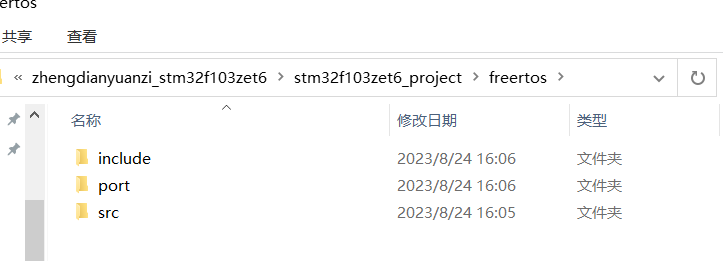 eertos
共享 查看
« zhengdianyuanzi_stm32f103zet6 > stm32f103zet6_project > freertos >
名称 修改日期 类型
include 2023/8/24 16:06 文件夹
port 2023/8/24 16:06 文件夹
src 2023/8/24 16:05 文件夹